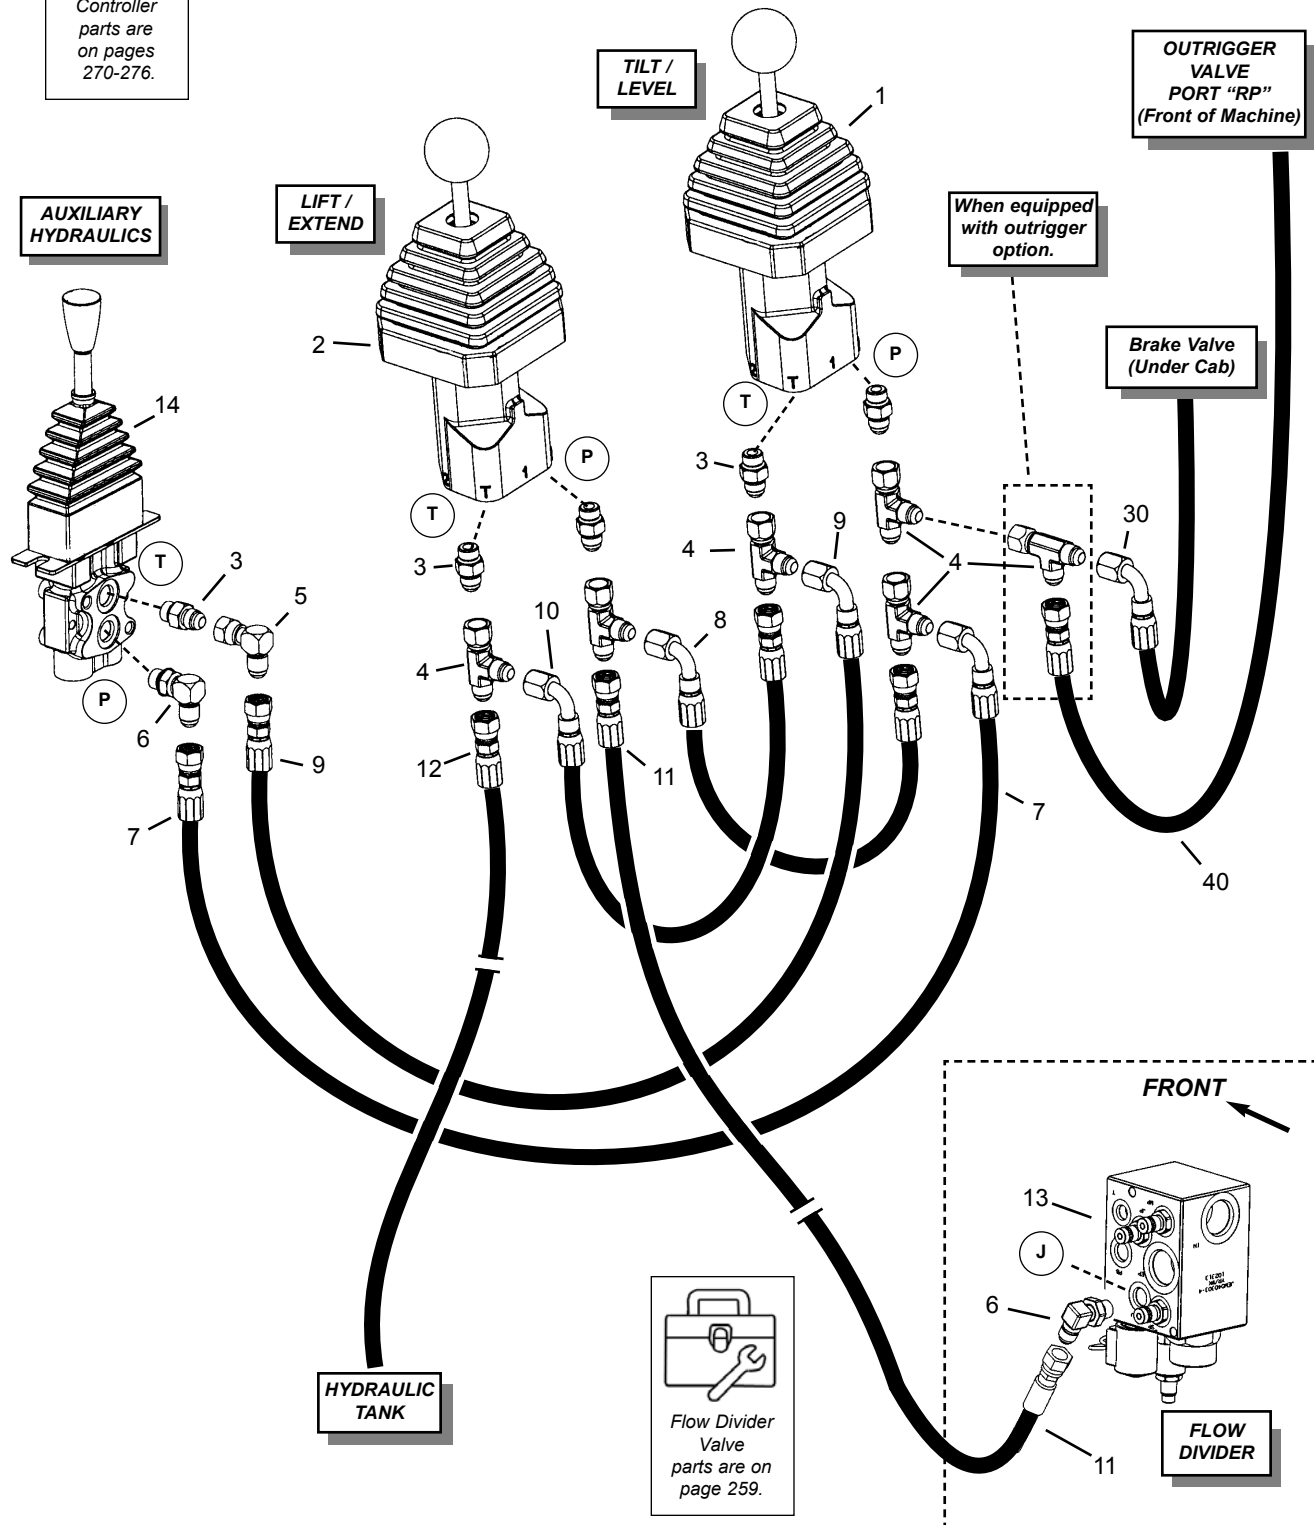 Controller
parts are
on pages
270-276.
TILT /
LEVEL
1
OUTRIGGER
VALVE
PORT “RP”
(Front of Machine)
LIFT /
EXTEND
AUXILIARY
HYDRAULICS
When equipped
with outrigger
option.
2
Brake Valve
(Under Cab)
P
T
T 1
14
3
P
T
T 1
30
9
4
4
T
3
3
5
10
8
4
P
6
9
12
11
7
7
40
FRONT
13
J
6
HYDRAULIC
TANK
Flow Divider
Valve
parts are on
page 259.
FLOW
DIVIDER
11